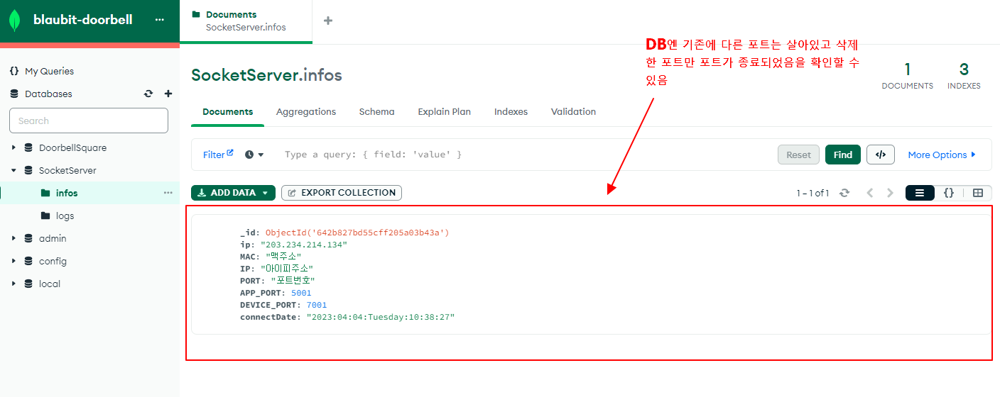 blaubit-doorbell
Documents
SocketServer.infos
My Queries
Databases
Search
DoorbellSquare
SocketServer
infos
logs
admin
config
local
DB엔 기존에 다른 포트는 살아있고 삭제
한 포트만 포트가 종료되었음을 확인할 수
있음
SocketServer.infos
1
DOCUMENTS
3
INDEXES
Documents Aggregations Schema Explain Plan Indexes Validation
Filter Type a query: { field: 'value' } Reset Find </> More Options
ADD DATA EXPORT COLLECTION 1 – 1 of 1 {}
_id: ObjectId('642b827bd55cff205a03b43a')
ip: "203.234.214.134"
MAC: "맥주소"
IP: "아이피주소"
PORT: "포트번호"
APP_PORT: 5001
DEVICE_PORT: 7001
connectDate: "2023:04:04:Tuesday:10:38:27"